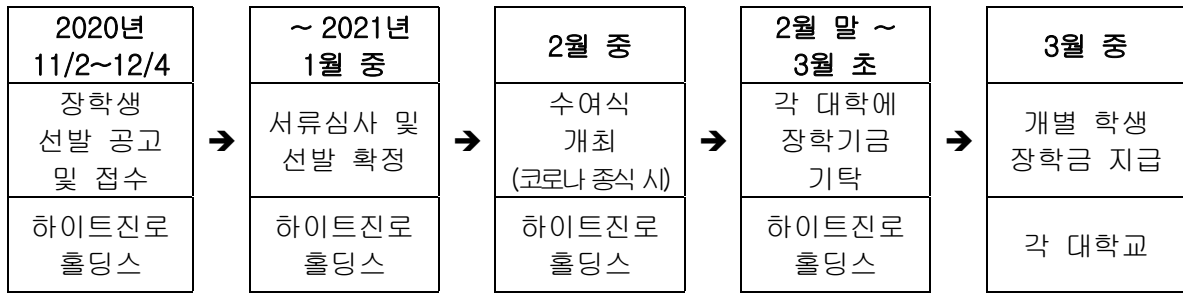 2020년
11/2~12/4
장학생
선발 공고
및 접수
하이트진로
홀딩스
➔
~ 2021년
1월 중
서류심사 및
선발 확정
하이트진로
홀딩스
➔
2월 중
수여식
개최
(코로나 종식 시)
하이트진로
홀딩스
➔
2월 말 ~
3월 초
각 대학에
장학기금
기탁
하이트진로
홀딩스
➔
3월 중
개별 학생
장학금 지급
각 대학교